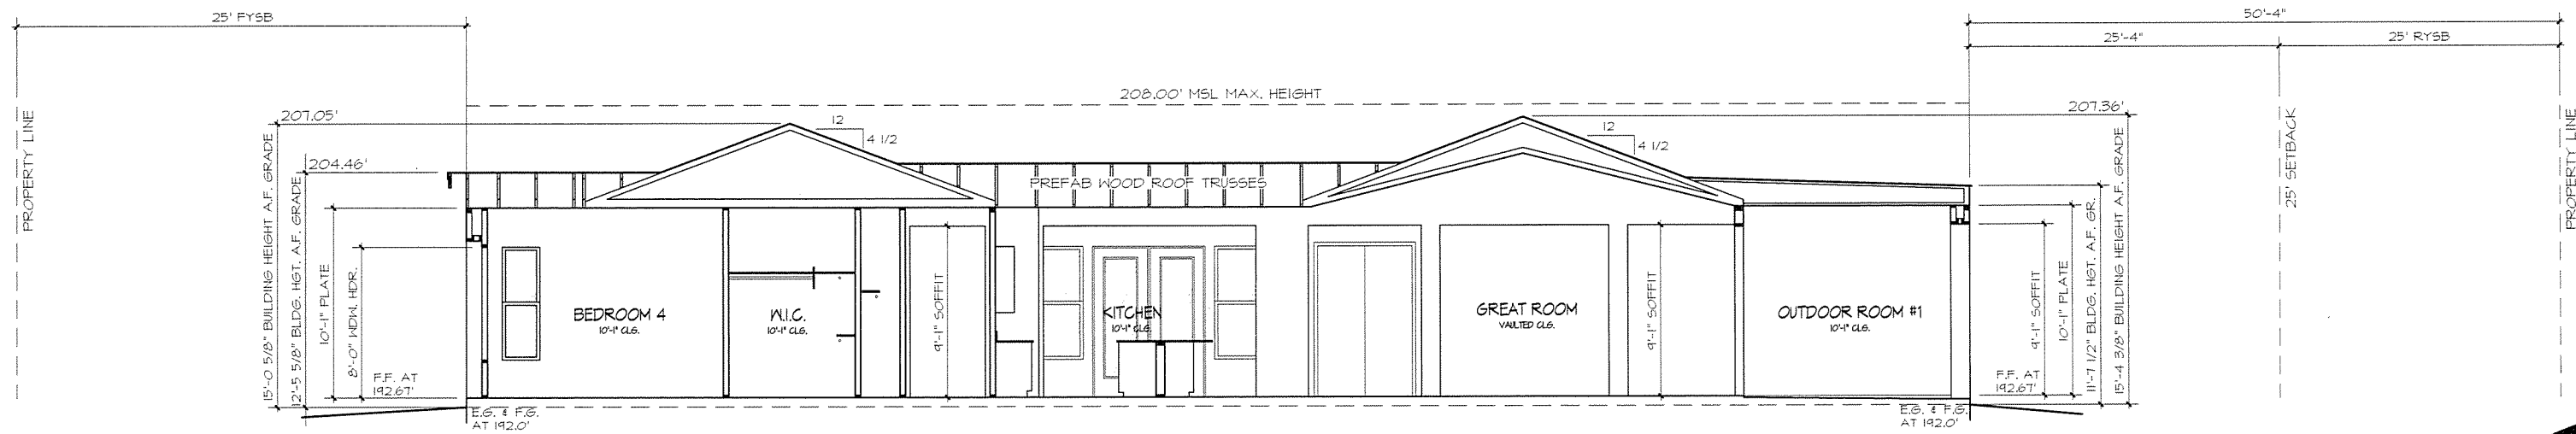 25' FYSB
50'-4"
25'-4"
25' RYSB
PROPERTY LINE
208.00' MSL MAX. HEIGHT
207.05'
204.46'
207.36'
12
4 1/2
12
4 1/2
PREFAB WOOD ROOF TRUSSES
15'-0 5/8" BUILDING HEIGHT A.F. GRADE
12'-5 5/8" BLDG. HGT. A.F. GRADE
10'-1" PLATE
8'-0" WDW. HDR.
F.F. AT
192.67'
E.G. & F.G.
AT 192.0'
BEDROOM 4
10'-1" CLG.
W.I.C.
10'-1" CLG.
9'-1" SOFFIT
KITCHEN
10'-1" CLG.
GREAT ROOM
VAULTED CLG.
9'-1" SOFFIT
OUTDOOR ROOM #1
10'-1" CLG.
F.F. AT
192.67'
E.G. & F.G.
AT 192.0'
9'-1" SOFFIT
10'-1" PLATE
11'-7 1/2" BLDG. HGT. A.F. GR.
15'-4 3/8" BUILDING HEIGHT A.F. GRADE
25' SETBACK
PROPERTY LINE